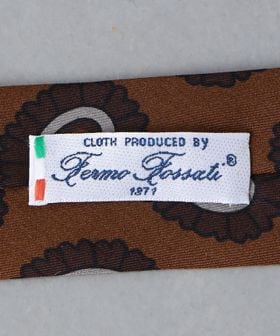 CLOTH PRODUCED BY
Fermo Fossati®
1871